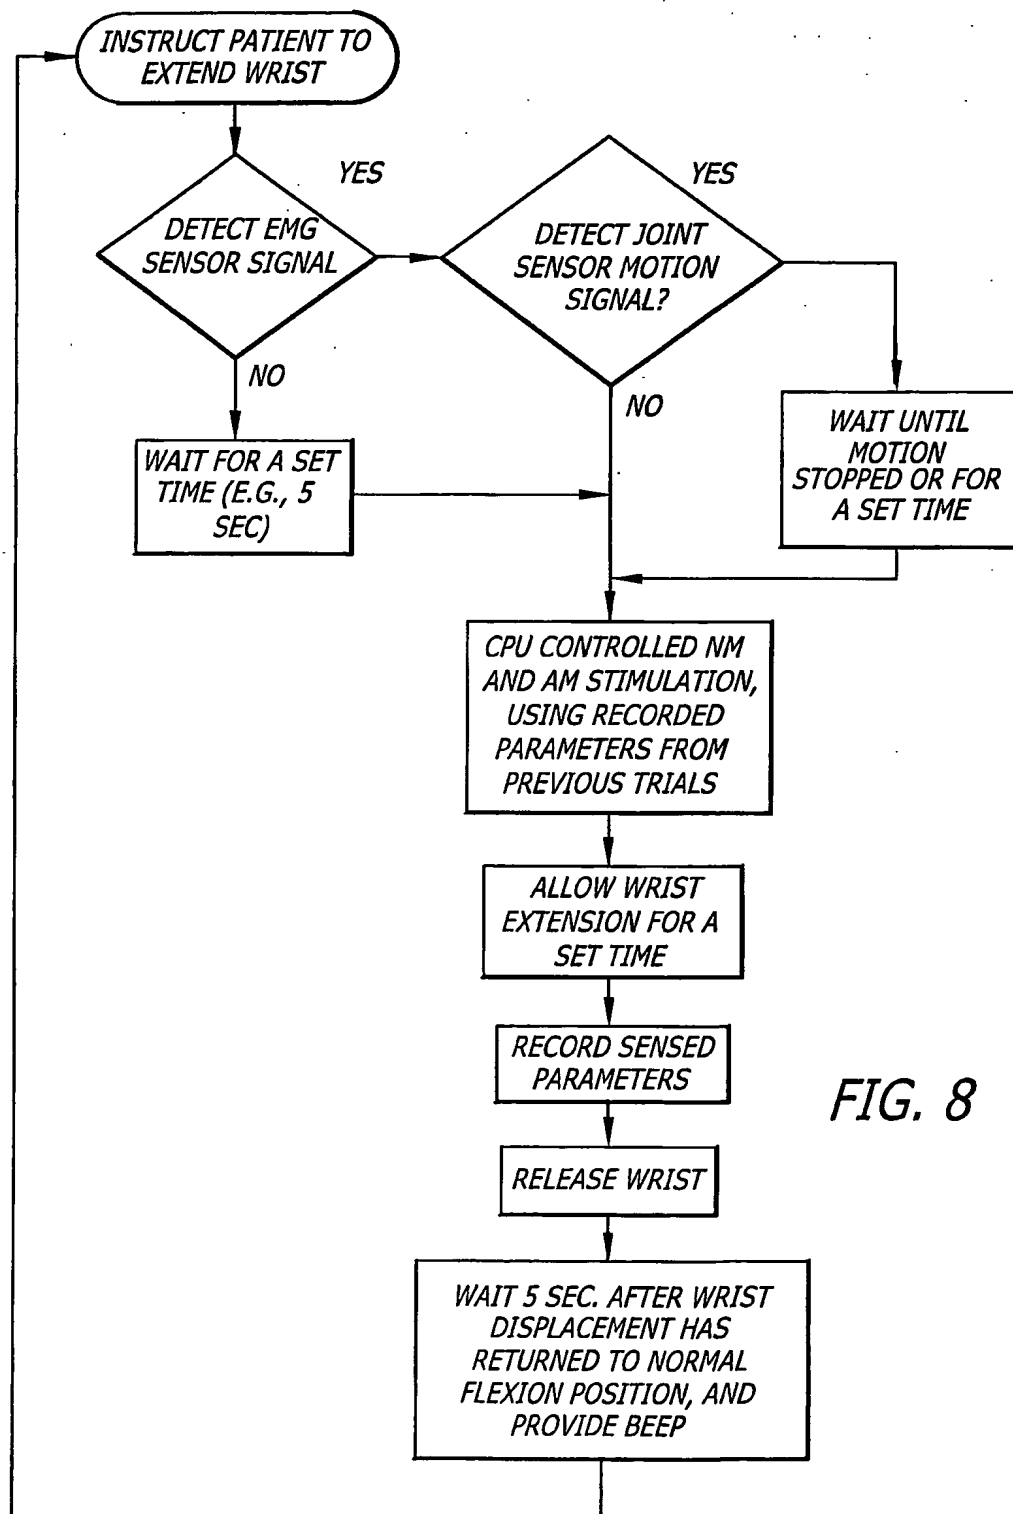 INSTRUCT PATIENT TO
EXTEND WRIST
YES
DETECT EMG
SENSOR SIGNAL
YES
DETECT JOINT
SENSOR MOTION
SIGNAL?
NO
NO
WAIT FOR A SET
TIME (E.G., 5
SEC)
WAIT UNTIL
MOTION
STOPPED OR FOR
A SET TIME
CPU CONTROLLED NM
AND AM STIMULATION,
USING RECORDED
PARAMETERS FROM
PREVIOUS TRIALS
ALLOW WRIST
EXTENSION FOR A
SET TIME
RECORD SENSED
PARAMETERS
FIG. 8
RELEASE WRIST
WAIT 5 SEC. AFTER WRIST
DISPLACEMENT HAS
RETURNED TO NORMAL
FLEXION POSITION, AND
PROVIDE BEEP